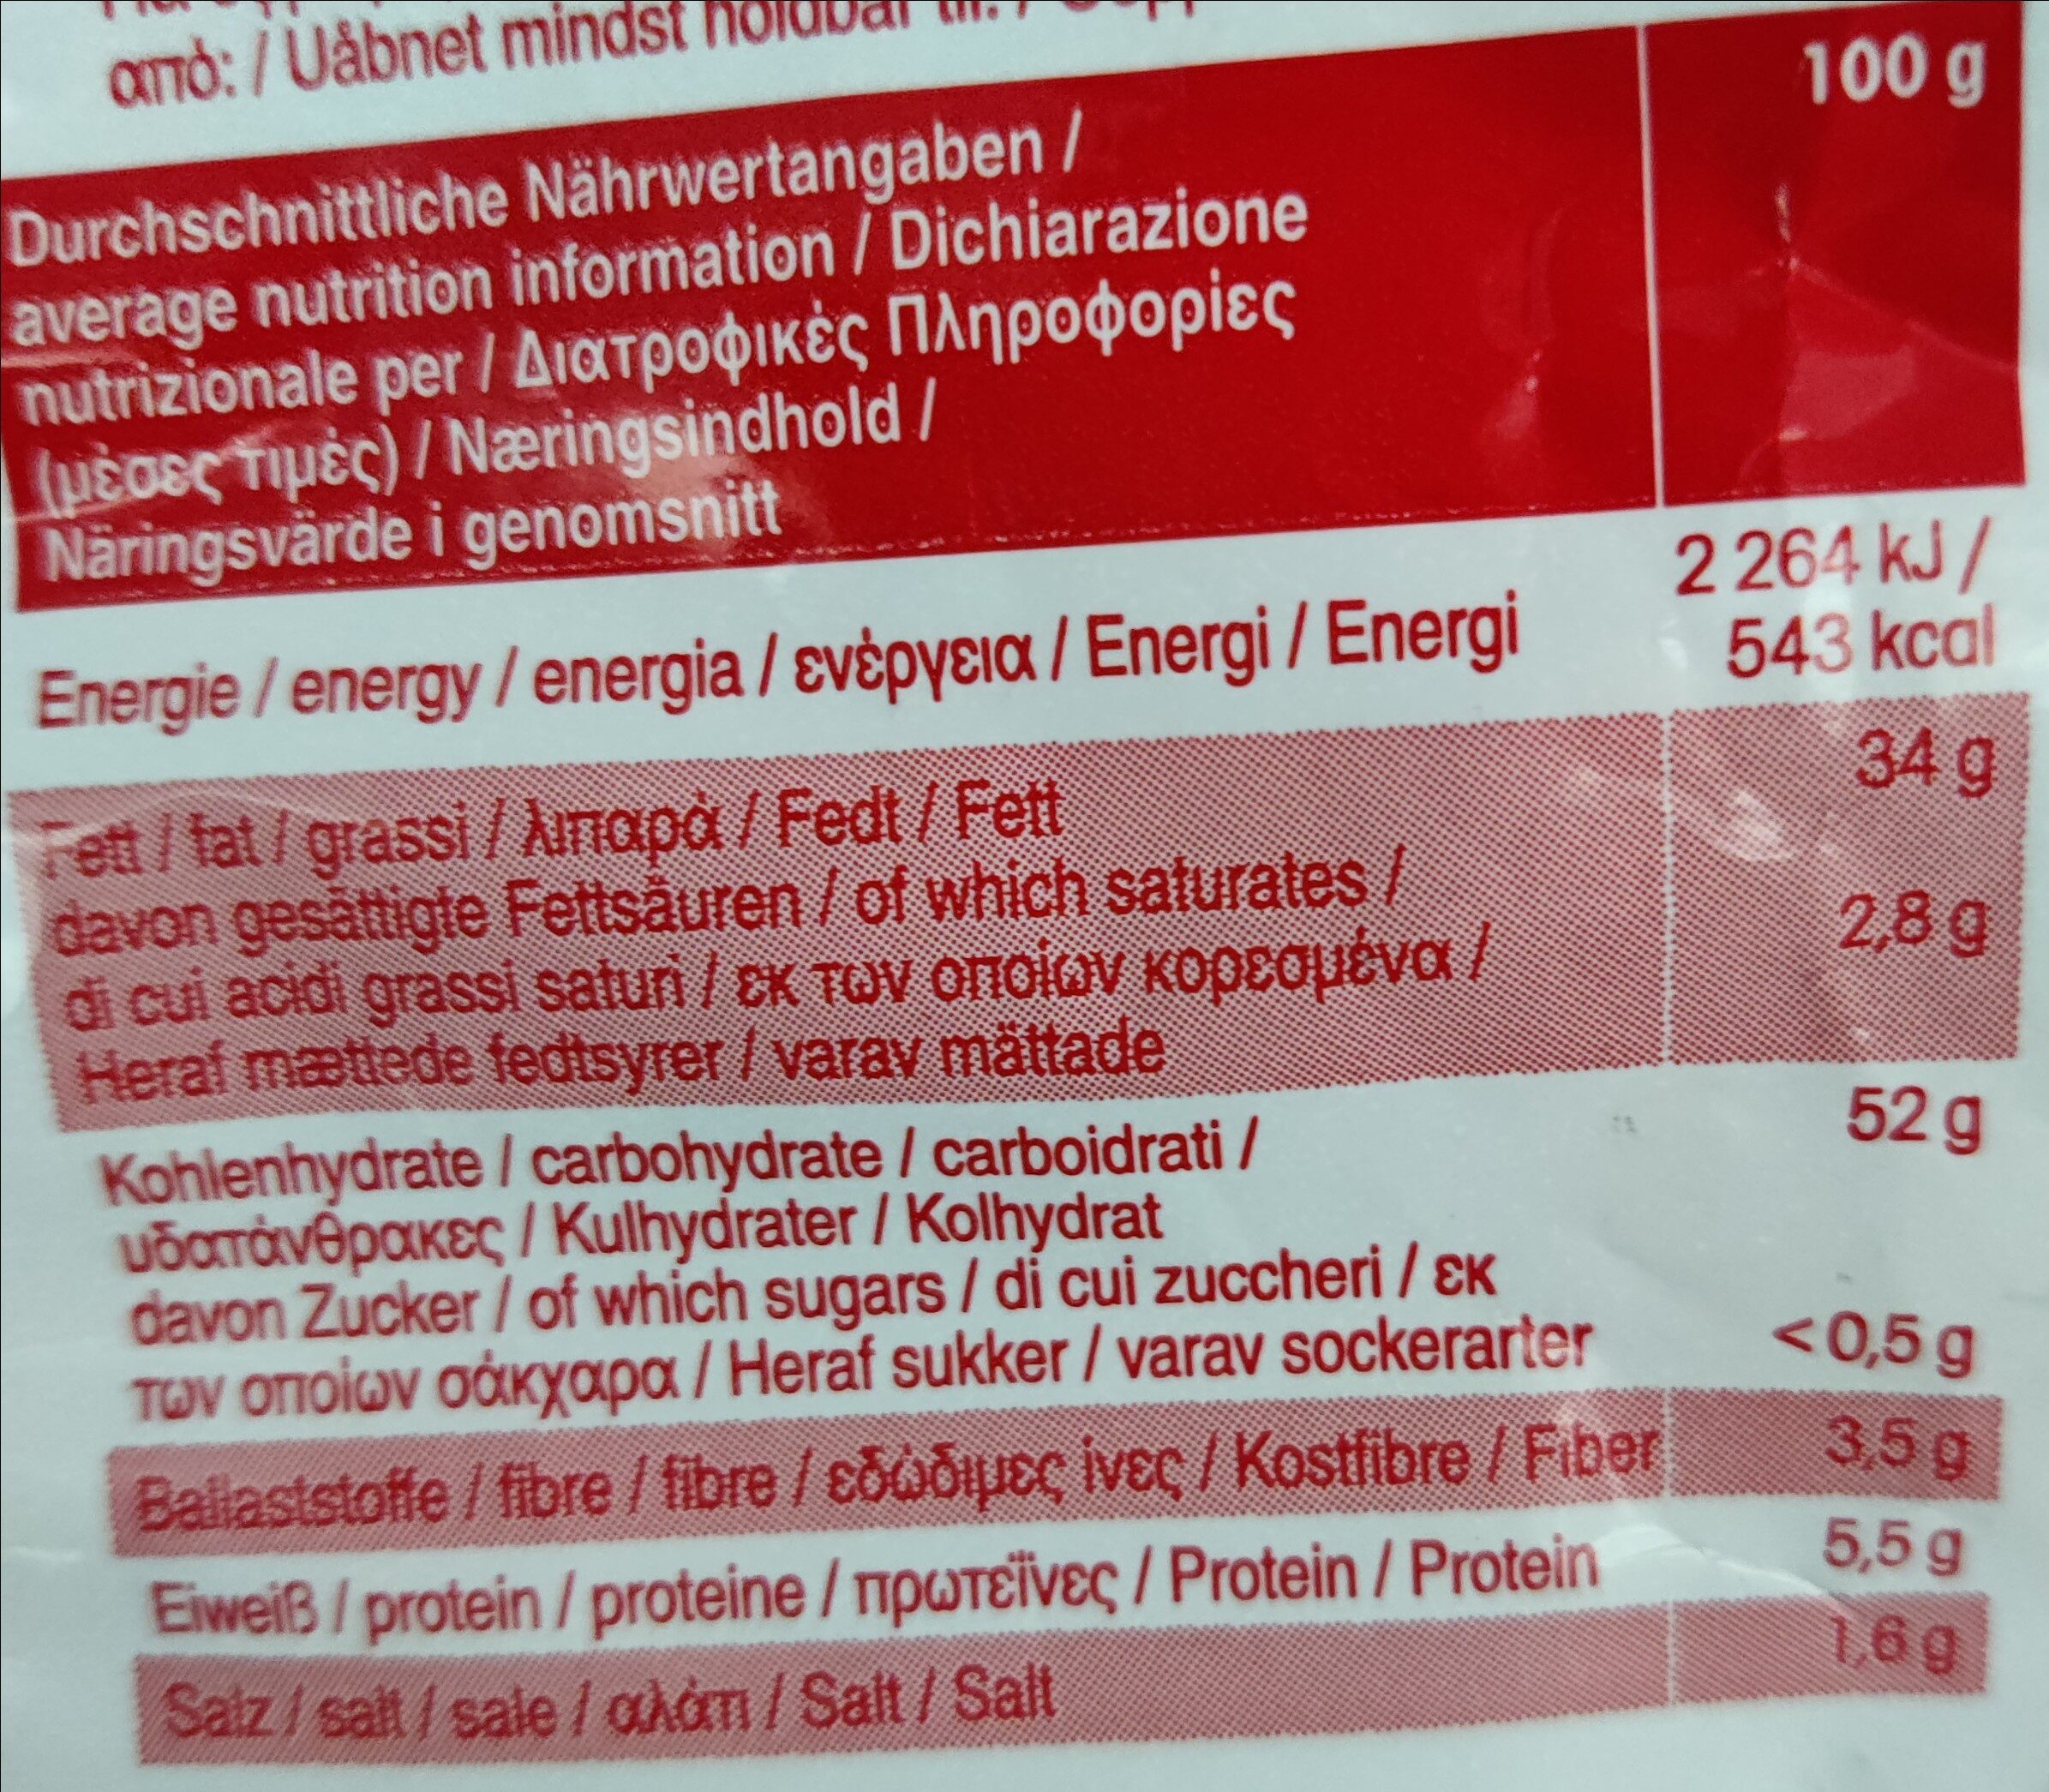 από: / Uåbnet mindst holdbar til: /
100 g
Durchschnittliche Nährwertangaben /
average nutrition information / Dichiarazione
nutrizionale per / Διατροφικές Πληροφορίες
(μέσες τιμές) / Næringsindhold /
Näringsvärde i genomsnitt
2 264 kJ /
Energie / energy / energia / ενέργεια / Energi / Energi 543 kcal
Fett / fat / grassi / λιπαρά / Fedt / Fett 34 g
davon gesättigte Fettsäuren / of which saturates / 2,8 g
di cui acidi grassi saturi / εκ των οποίων κορεσμένα /
Heraf mættede fedtsyrer / varav mättade
Kohlenhydrate / carbohydrate / carboidrati / 52 g
υδατάνθρακες / Kulhydrater / Kolhydrat
davon Zucker / of which sugars / di cui zuccheri / εκ
των οποίων σάκχαρα / Heraf sukker / varav sockerarter <0,5 g
Ballaststoffe / fibre / fibre / εδώδιμες ίνες / Kostfibre / Fiber 3,5 g
Eiweiß / protein / proteine / πρωτεΐνες / Protein / Protein 5,5 g
Salz / salt / sale / αλάτι / Salt / Salt 1,6 g